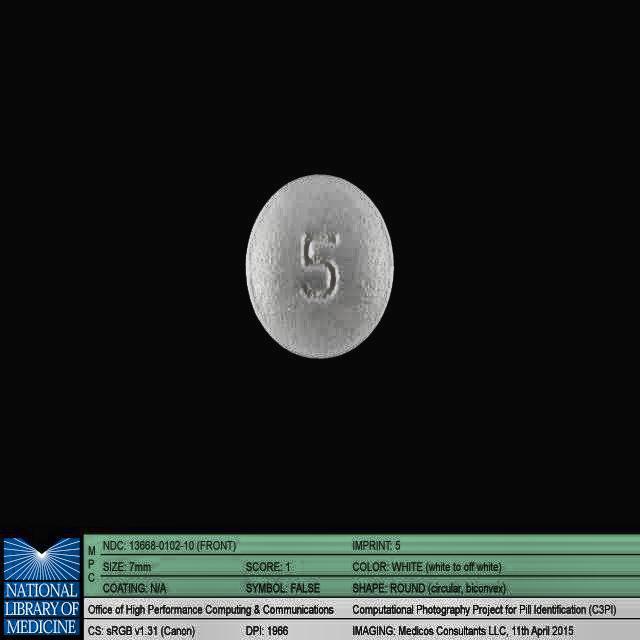 5
MPC
NDC: 13668-0102-10 (FRONT) IMPRINT: 5
SIZE: 7mm SCORE: 1 COLOR: WHITE (white to off white)
COATING: N/A SYMBOL: FALSE SHAPE: ROUND (circular, biconvex)
NATIONAL
LIBRARY OF
MEDICINE
Office of High Performance Computing & Communications Computational Photography Project for Pill Identification (C3PI)
CS: sRGB v1.31 (Canon) DPI: 1966 IMAGING: Medicos Consultants LLC, 11th April 2015